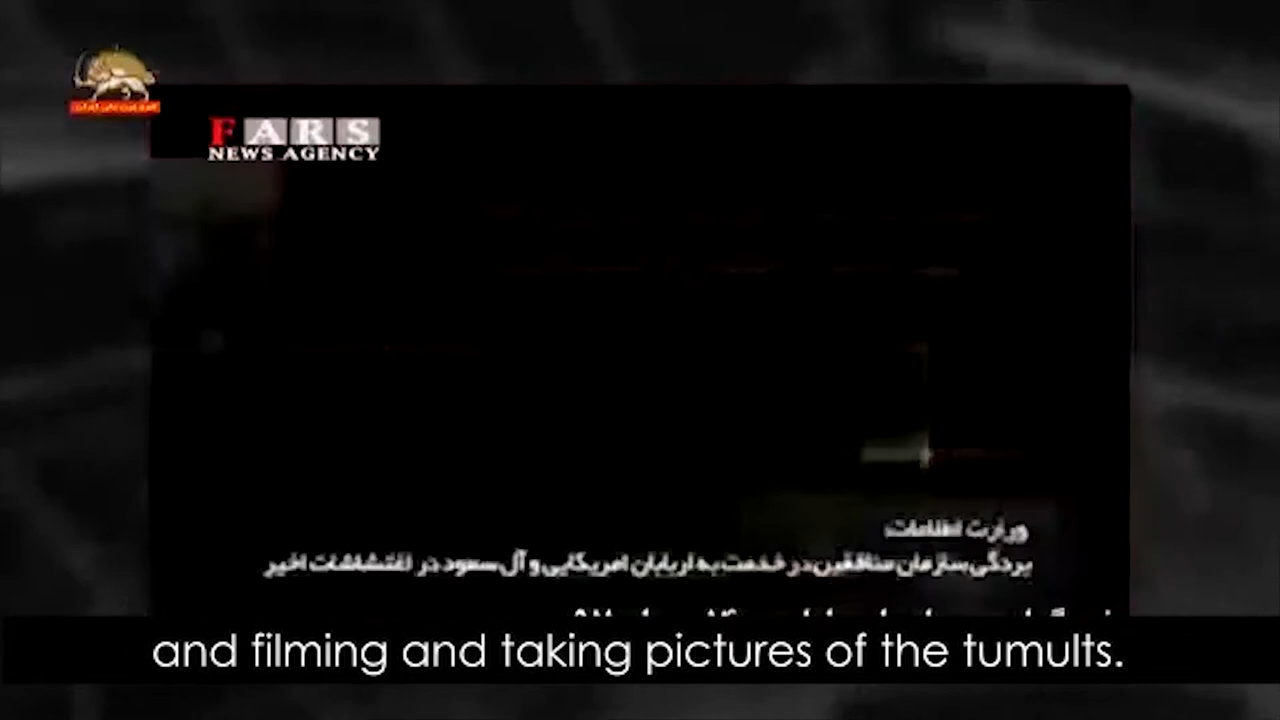 FARS
NEWS AGENCY
وزارت اطلاعات:
بردگی سازمان منافقین در خدمت به اربابان امریکایی و آل سعود در اغتشاشات اخیر
and filming and taking pictures of the tumults.